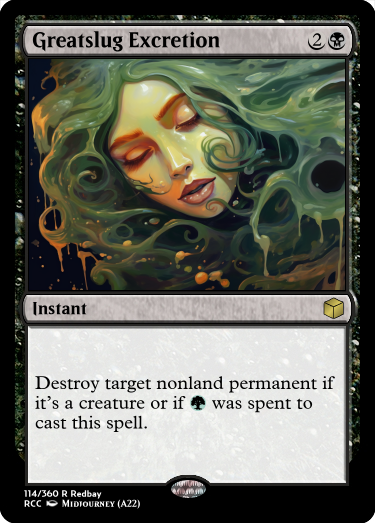 Greatslug Excretion 2
Instant
Destroy target nonland permanent if
it's a creature or if was spent to
cast this spell.
114/360 R Redbay
RCC Midjourney (A22)